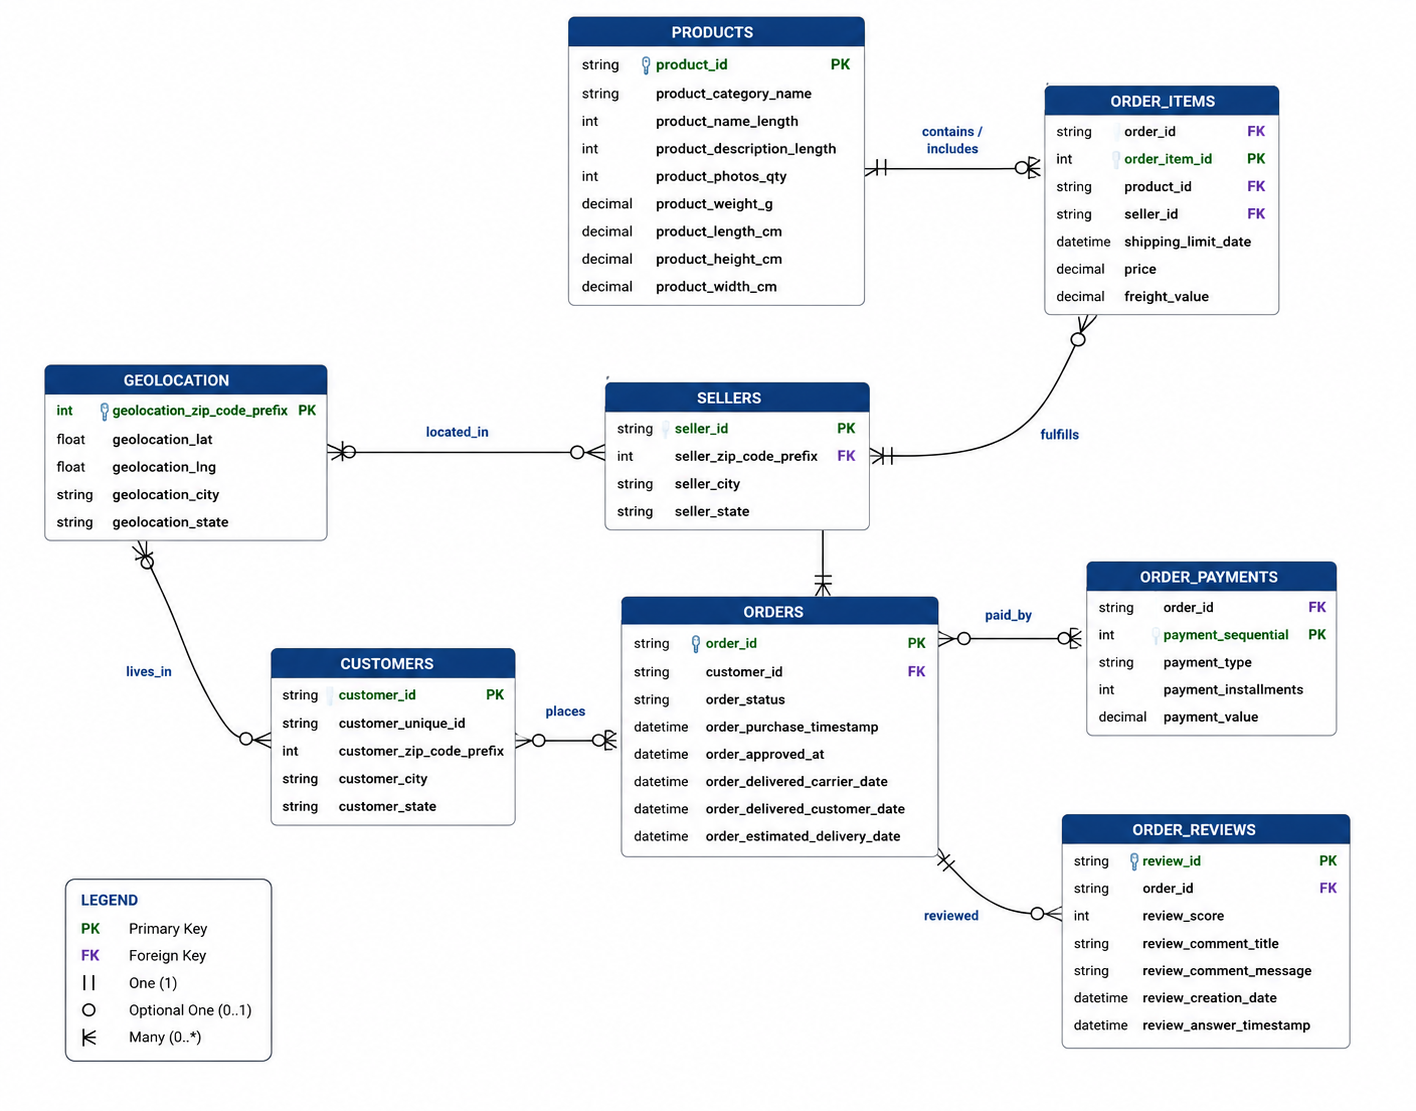 PRODUCTS
string product_id PK
string product_category_name
int product_name_length
int product_description_length
int product_photos_qty
decimal product_weight_g
decimal product_length_cm
decimal product_height_cm
decimal product_width_cm
contains /
includes
ORDER_ITEMS
string order_id FK
int order_item_id PK
string product_id FK
string seller_id FK
datetime shipping_limit_date
decimal price
decimal freight_value
GEOLOCATION
int geolocation_zip_code_prefix PK
float geolocation_lat
float geolocation_lng
string geolocation_city
string geolocation_state
located_in
SELLERS
string seller_id PK
int seller_zip_code_prefix FK
string seller_city
string seller_state
fulfills
lives_in
CUSTOMERS
string customer_id PK
string customer_unique_id
int customer_zip_code_prefix
string customer_city
string customer_state
places
ORDERS
string order_id PK
string customer_id FK
string order_status
datetime order_purchase_timestamp
datetime order_approved_at
datetime order_delivered_carrier_date
datetime order_delivered_customer_date
datetime order_estimated_delivery_date
paid_by
ORDER_PAYMENTS
string order_id FK
int payment_sequential PK
string payment_type
int payment_installments
decimal payment_value
reviewed
ORDER_REVIEWS
string review_id PK
string order_id FK
int review_score
string review_comment_title
string review_comment_message
datetime review_creation_date
datetime review_answer_timestamp
LEGEND
PK Primary Key
FK Foreign Key
One (1)
Optional One (0..1)
Many (0..*)